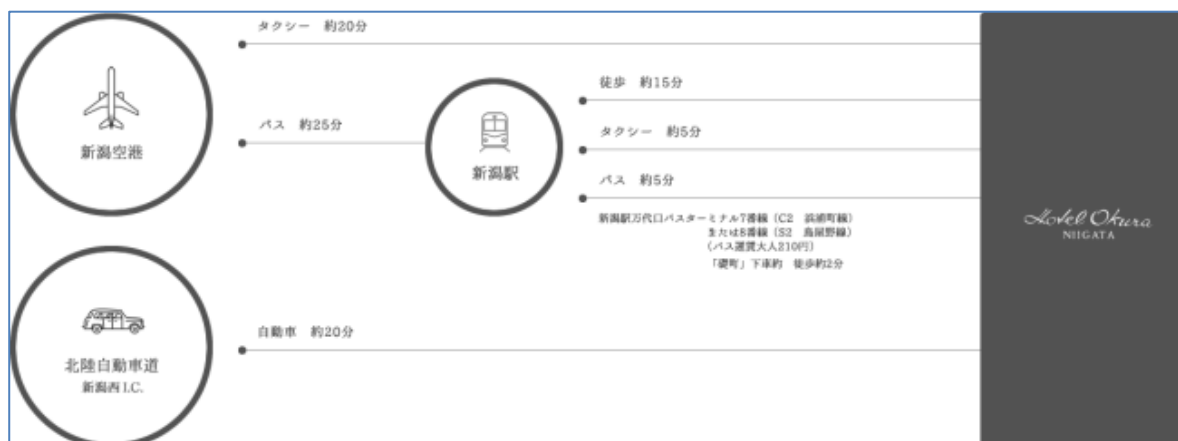 タクシー 約20分
新潟空港
バス 約25分
新潟駅
徒歩 約15分
タクシー 約5分
バス 約5分
新潟駅万代口バスターミナル7番線（C2 浜浦町線）
または8番線（S2 鳥屋野線）
（バス運賃大人210円）
「礎町」下車約 徒歩約2分
北陸自動車道
新潟西I.C.
自動車 約20分
Hotel Okura
NIIGATA